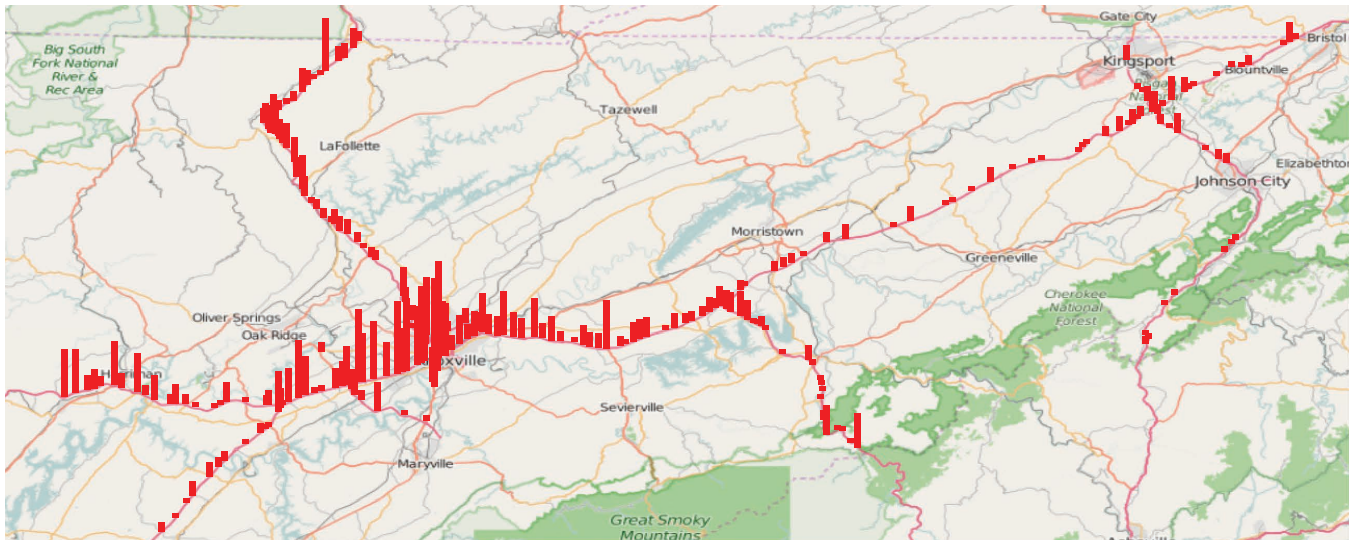 Gate City
Bristol
Big South
Fork National
River &
Rec Area
Kingsport
Blountville
Tazewell
LaFollette
Elizabethton
Johnson City
Morristown
Greeneville
Cherokee
National
Forest
Oliver Springs
Oak Ridge
Sevierville
Maryville
Great Smoky
Mountains